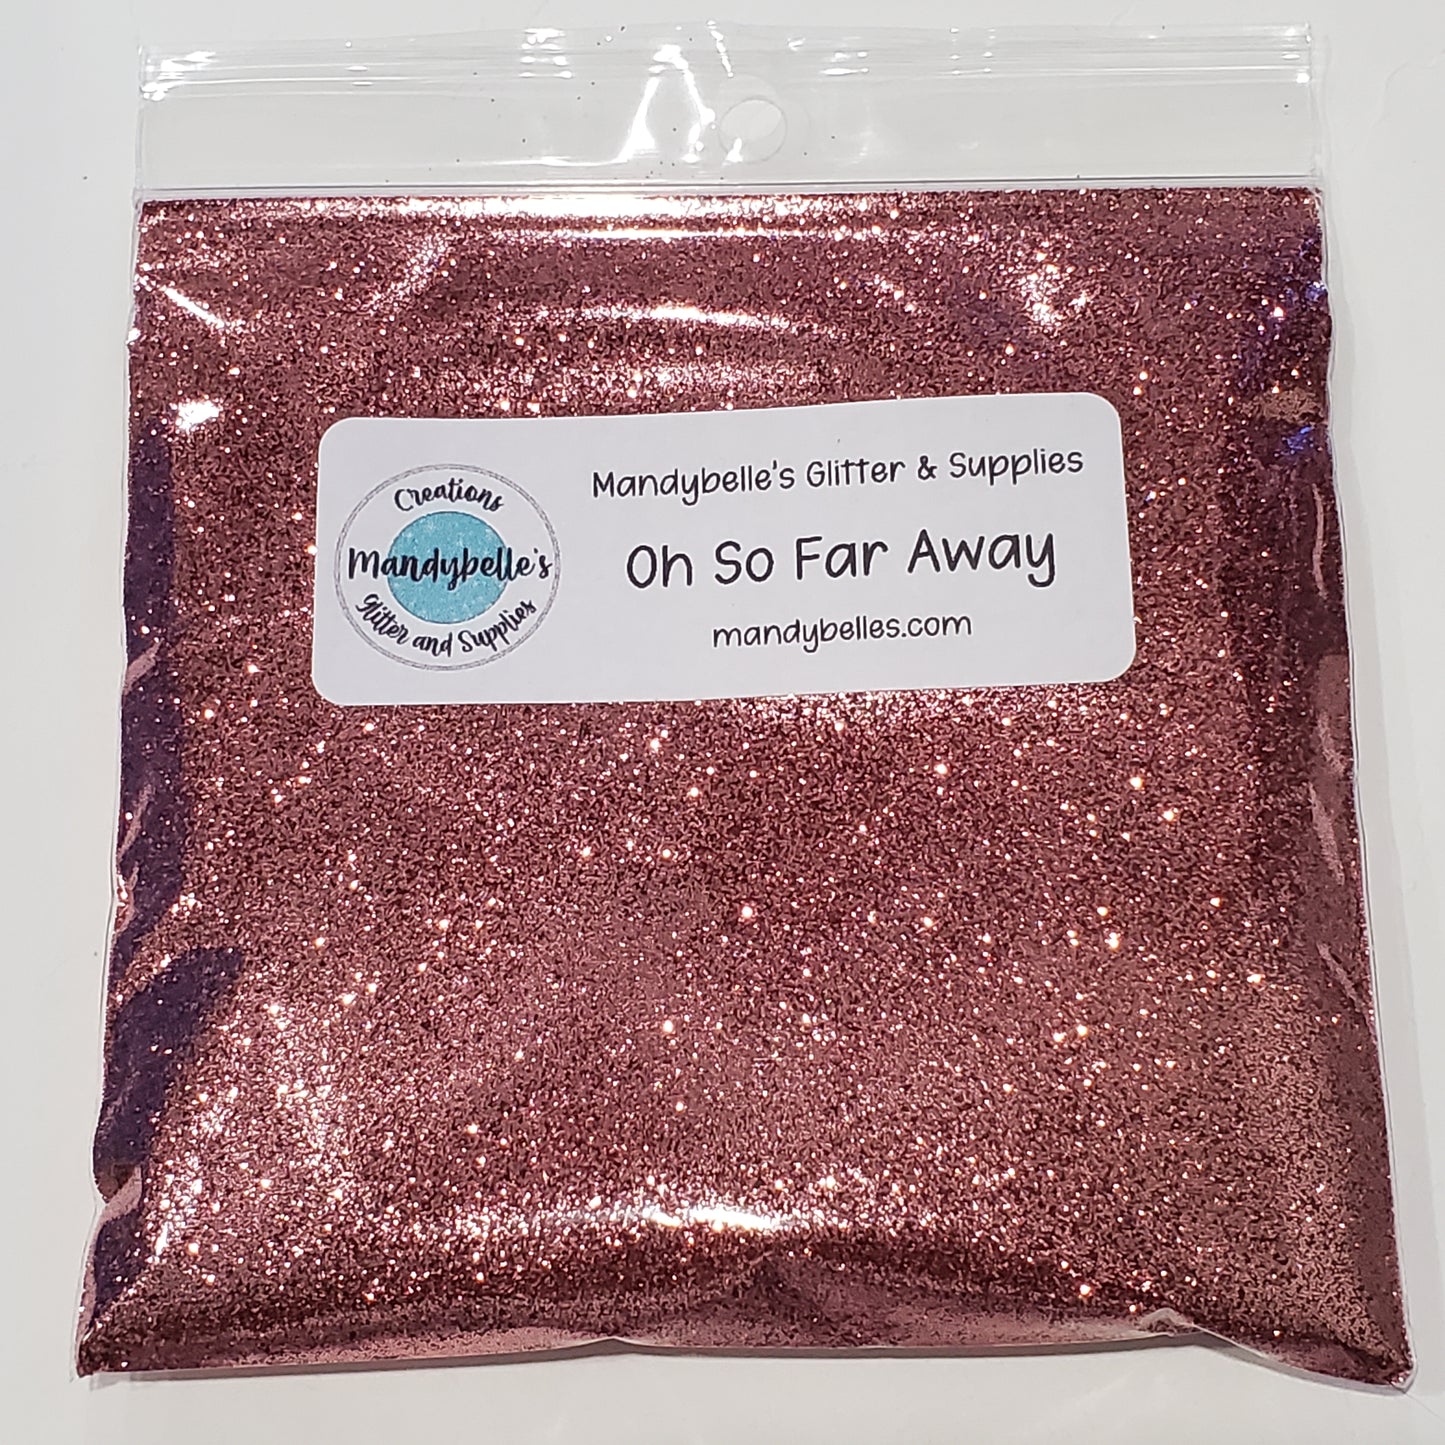 Creations
Mandybelle's
Glitter and Supplies
Mandybelle's Glitter & Supplies
Oh So Far Away
mandybelles.com